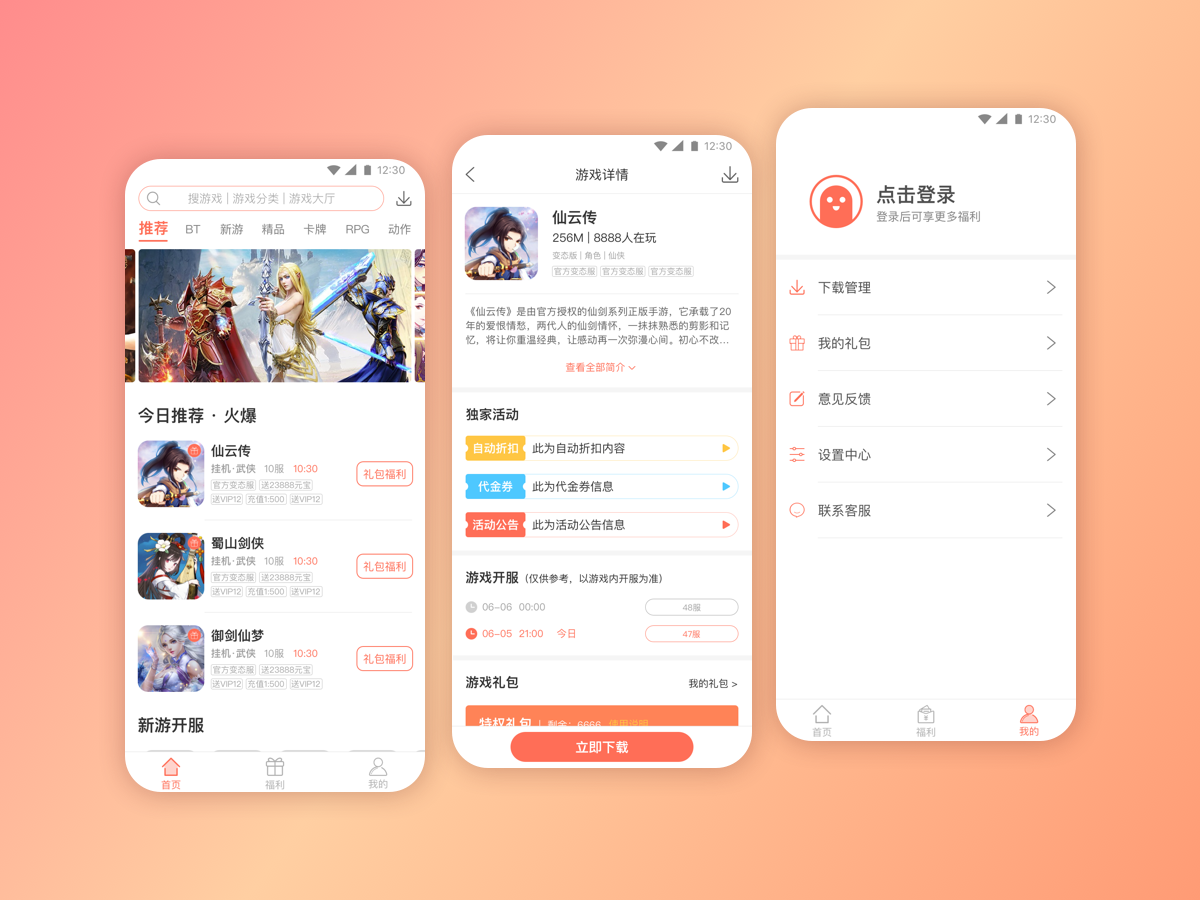 12:30
搜游戏 | 游戏分类 | 游戏大厅
推荐 BT 新游 精品 卡牌 RPG 动作
今日推荐 · 火爆
仙云传
挂机·武侠 10服 10:30
官方变态服 送23888元宝
送VIP12 充值1:500 送VIP12
礼包福利
蜀山剑侠
挂机·武侠 10服 10:30
官方变态服 送23888元宝
送VIP12 充值1:500 送VIP12
礼包福利
御剑仙梦
挂机·武侠 10服 10:30
官方变态服 送23888元宝
送VIP12 充值1:500 送VIP12
礼包福利
新游开服
首页 福利 我的
12:30
游戏详情
仙云传
256M | 8888人在玩
变态版 | 角色 | 仙侠
官方变态服 官方变态服 官方变态服
《仙云传》是由官方授权的仙剑系列正版手游，它承载了20
年的爱恨情愁，两代人的仙剑情怀，一抹抹熟悉的剪影和记
忆，将让你重温经典，让感动再一次弥漫心间。初心不改...
查看全部简介
独家活动
自动折扣 此为自动折扣内容
代金券 此为代金券信息
活动公告 此为活动公告信息
游戏开服（仅供参考，以游戏内开服为准）
06-06 00:00 48服
06-05 21:00 今日 47服
游戏礼包 我的礼包 >
特权礼包 | 剩余：6666 使用说明
立即下载
12:30
点击登录
登录后可享更多福利
下载管理
我的礼包
意见反馈
设置中心
联系客服
首页 福利 我的